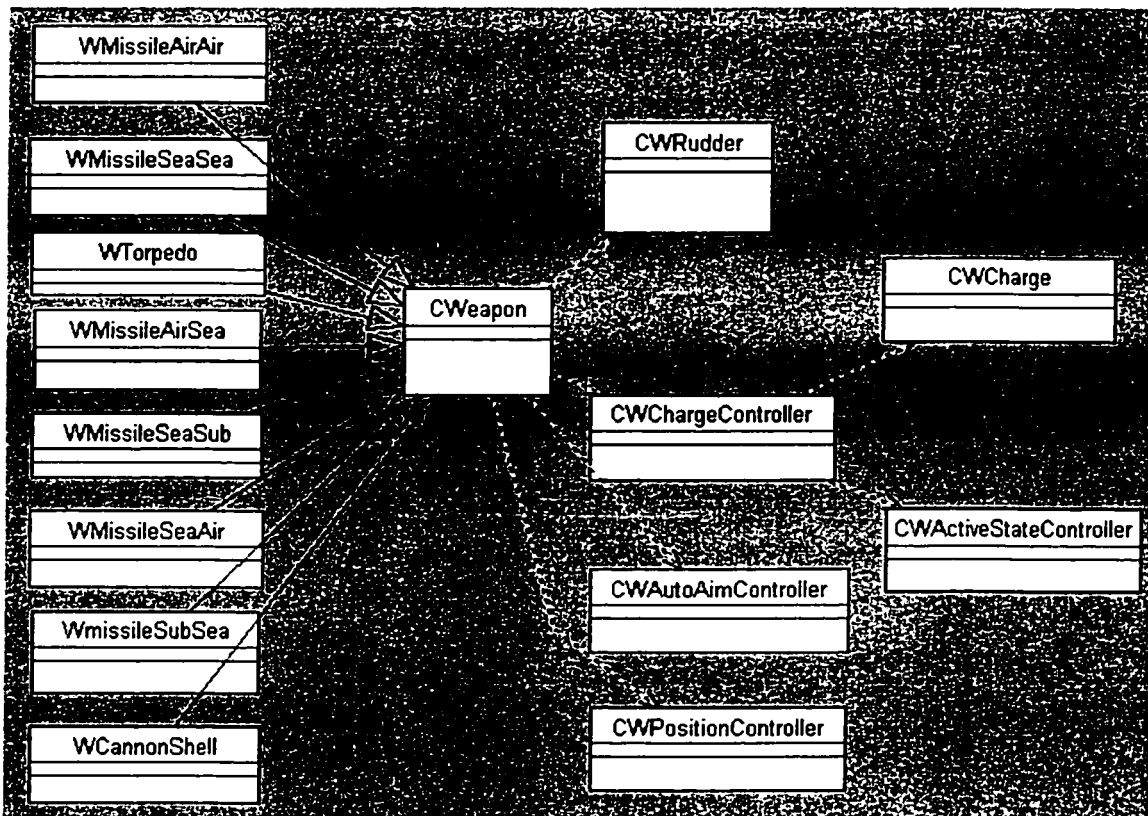 WMissileAirAir
WMissileSeaSea
WTorpedo
WMissileAirSea
WMissileSeaSub
WMissileSeaAir
WmissileSubSea
WCannonShell
CWeapon
CWRudder
CWChargeController
CWAutoAimController
CWPositionController
CWCharge
CWActiveStateController